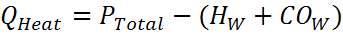 Q_Heat = P_Total − (H_W + CO_W)